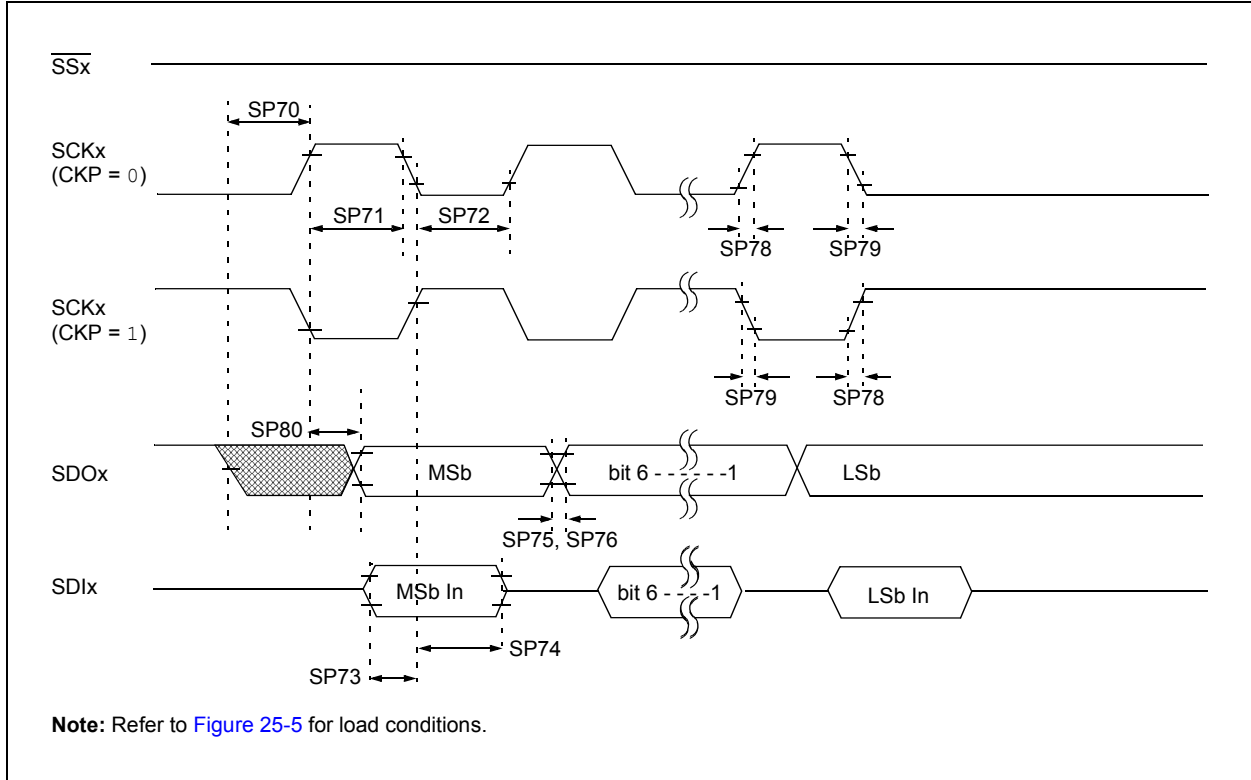 SSx
SP70
SCKx
(CKP = 0)
SP71
SP72
SP78
SP79
SCKx
(CKP = 1)
SP79
SP78
SP80
SDOx
MSb
bit 6 - - - - - -1
LSb
SP75, SP76
SDIx
MSb In
bit 6 - - - -1
LSb In
SP74
SP73
Note: Refer to Figure 25-5 for load conditions.